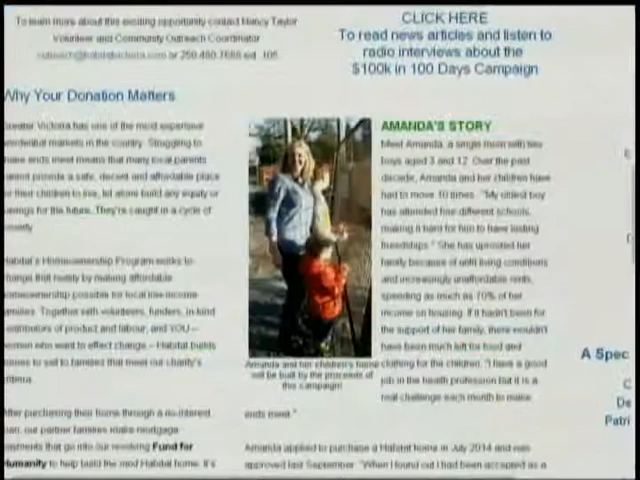 To learn more about this exciting opportunity contact Nancy Taylor
Volunteer and Community Outreach Coordinator
CLICK HERE
To read news articles and listen to
radio interviews about the
$100k in 100 Days Campaign
Why Your Donation Matters
Greater Victoria has one of the most expensive
residential markets in the country. Struggling to
make ends meet means that many local parents
cannot provide a safe, decent and affordable place
for their children to live, let alone build any equity or
savings for the future. They're caught in a cycle of
poverty.
Habitat's Homeownership Program works to
change that reality by making affordable
homeownership possible for local low-income
families. Together with volunteers, funders, in-kind
contributors of product and labour, and YOU –
women who want to effect change – Habitat builds
homes to sell to families that meet our charity's
criteria.
After purchasing their home through a no-interest
loan, our partner families make mortgage
payments that go into our revolving Fund for
Humanity to help build the next Habitat home. It's
Amanda and her children's home
will be built by the proceeds of
this campaign!
AMANDA'S STORY
Meet Amanda, a single mom with two
boys aged 3 and 12. Over the past
decade, Amanda and her children have
had to move 10 times. "My oldest boy
has attended four different schools,
making it hard for him to have lasting
friendships." She has uprooted her
family because of unfit living conditions
and increasingly unaffordable rents,
spending as much as 70% of her
income on housing. If it hadn't been for
the support of her family, there wouldn't
have been much left for food and
clothing for the children. "I have a good
job in the health profession but it is a
real challenge each month to make
ends meet."
Amanda applied to purchase a Habitat home in July 2014 and was
approved last September. "When I found out I had been accepted as a
A Spec
C
De
Patri